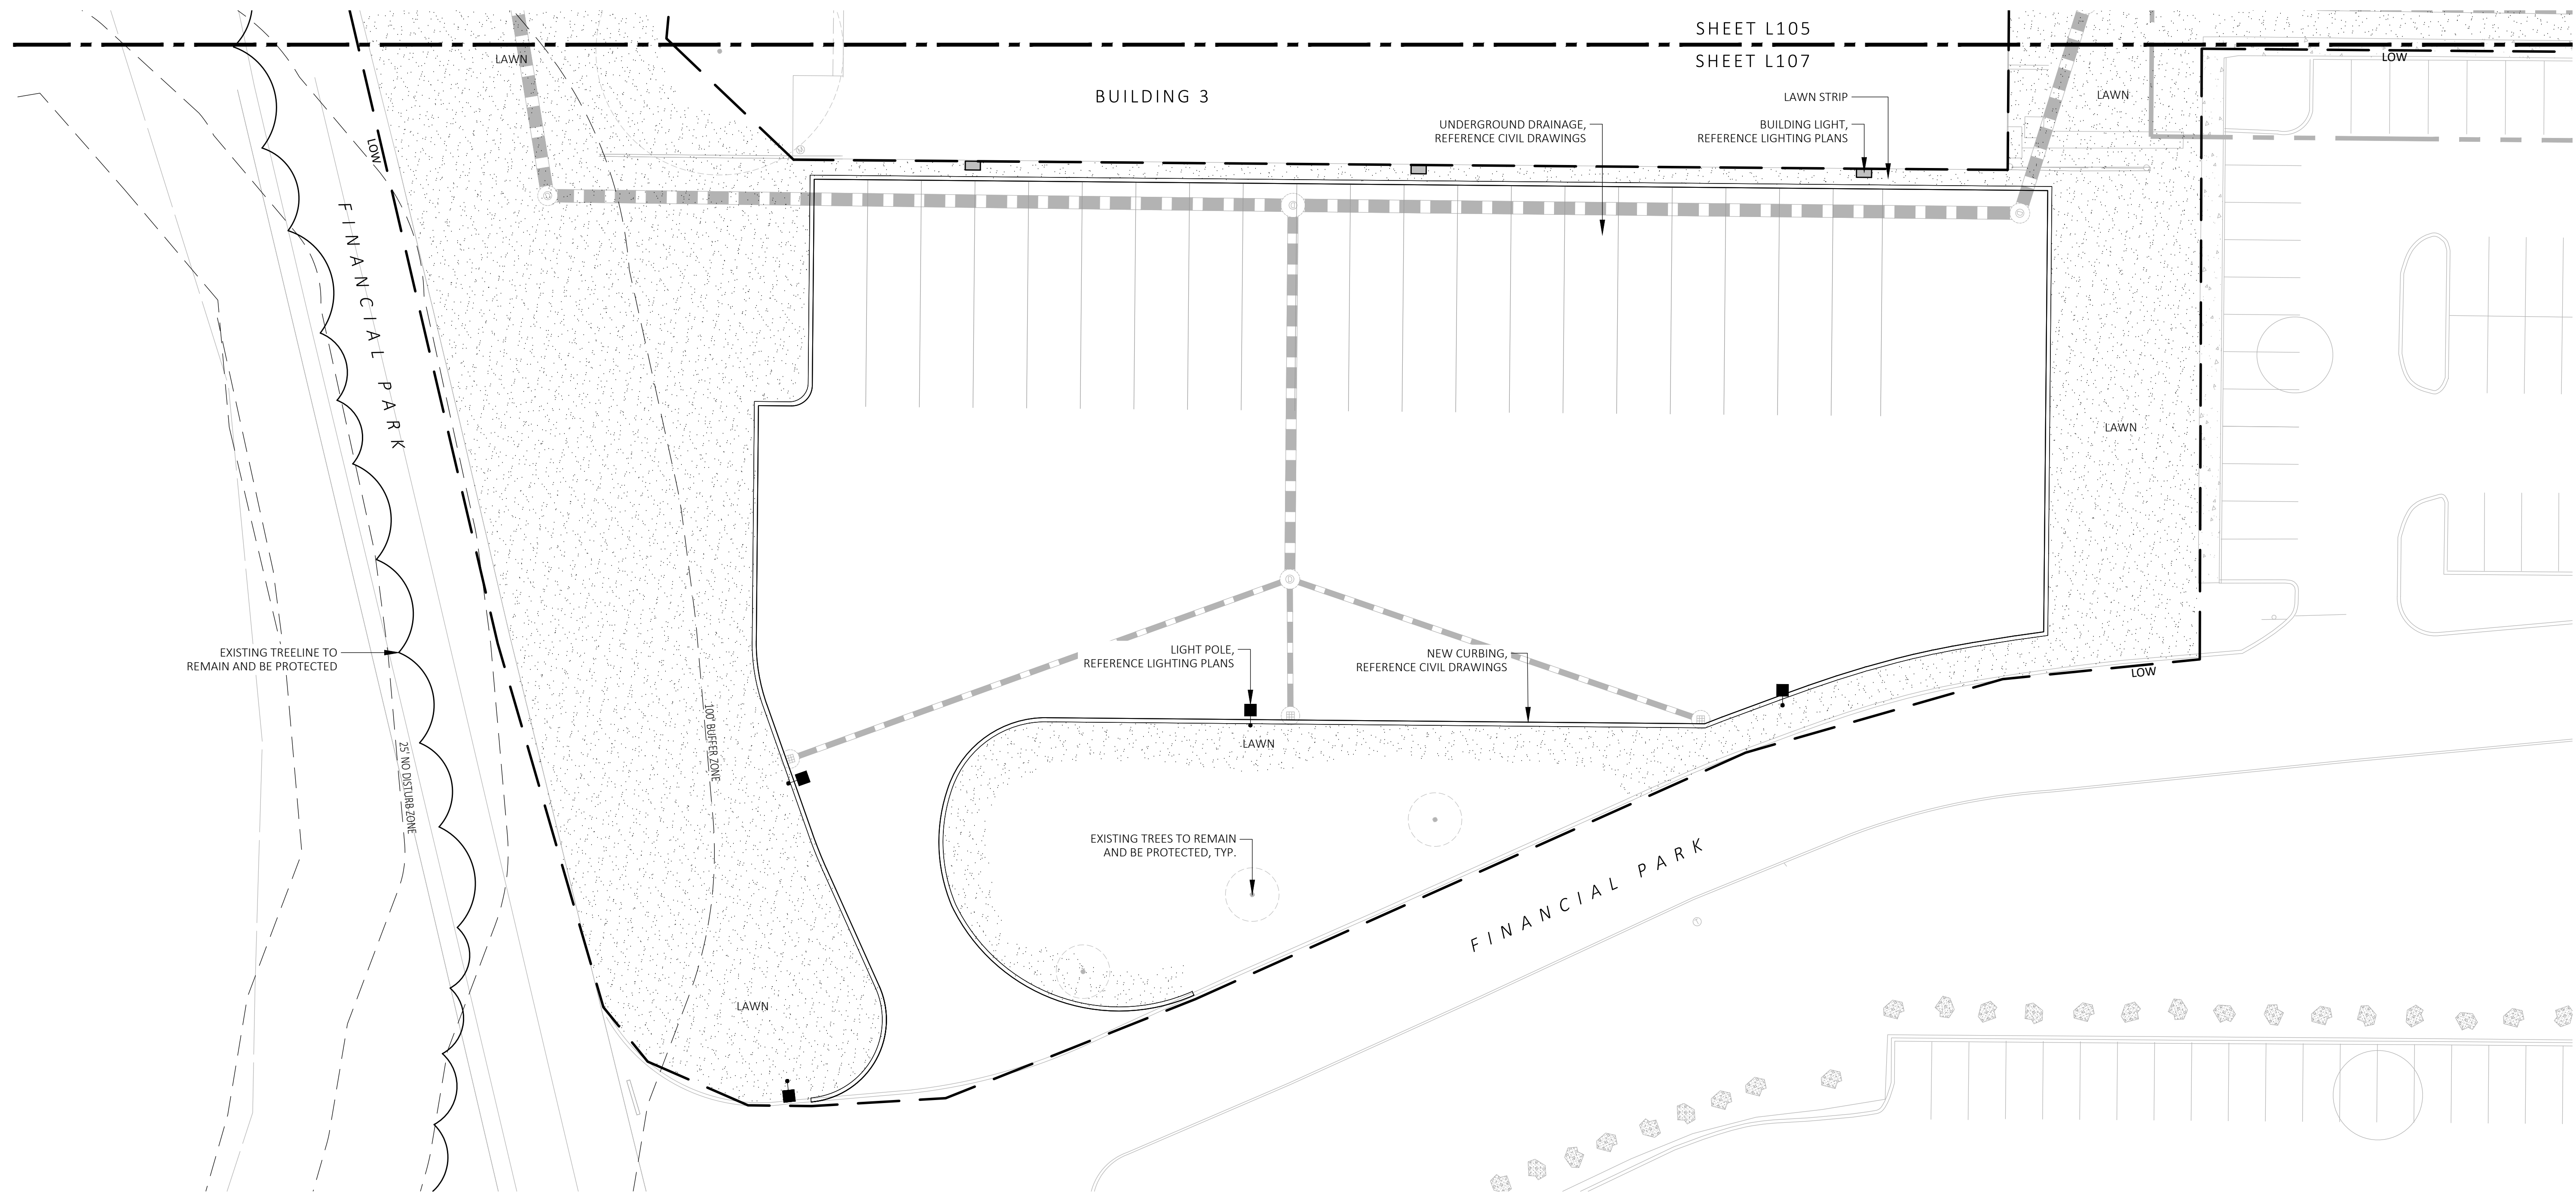 SHEET L105
SHEET L107
LAWN
LOW
BUILDING 3
LAWN STRIP
LAWN
UNDERGROUND DRAINAGE,
REFERENCE CIVIL DRAWINGS
BUILDING LIGHT,
REFERENCE LIGHTING PLANS
LOW
FINANCIAL PARK
LAWN
EXISTING TREELINE TO
REMAIN AND BE PROTECTED
LIGHT POLE,
REFERENCE LIGHTING PLANS
NEW CURBING,
REFERENCE CIVIL DRAWINGS
LOW
100' BUFFER ZONE
25' NO DISTURB ZONE
LAWN
EXISTING TREES TO REMAIN
AND BE PROTECTED, TYP.
FINANCIAL PARK
LAWN